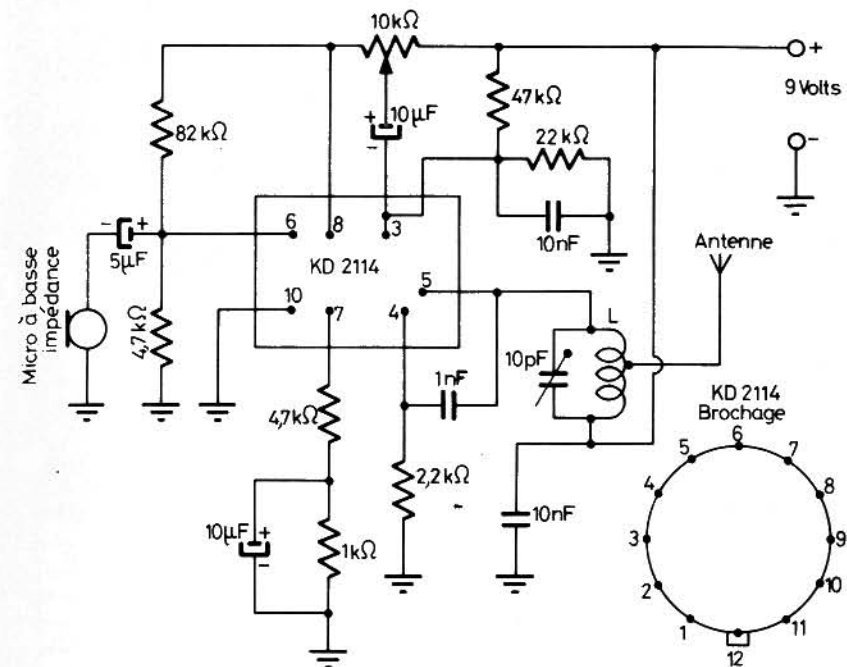 10kΩ
+
9 Volts
-
82kΩ
+
10µF
-
47kΩ
22kΩ
10nF
- +
5µF
6
8
3
KD 2114
5
10
7
4
Micro à basse
impédance
4,7kΩ
Antenne
L
10pF
1nF
4,7kΩ
2,2kΩ
10nF
10µF
+
-
1kΩ
KD 2114
Brochage
6
5
7
4
8
3
9
2
10
1
11
12